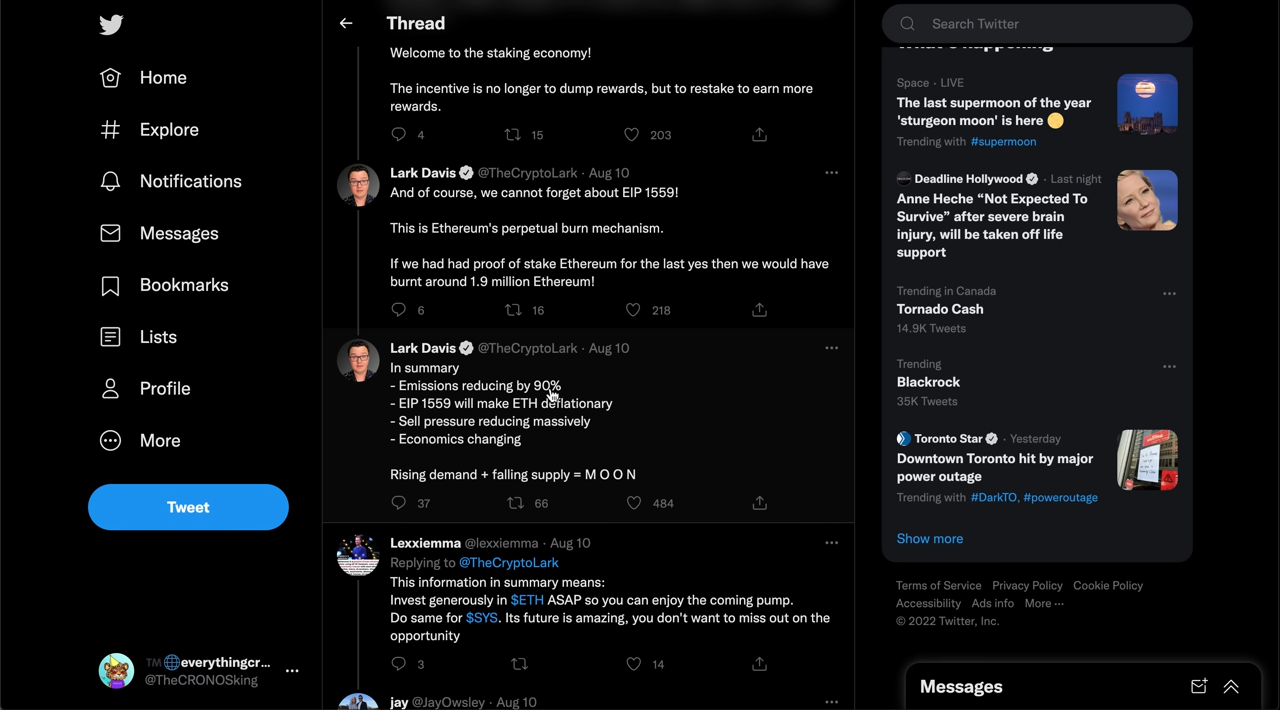 Home
Explore
Notifications
Messages
Bookmarks
Lists
Profile
More
Tweet
TM🌐everythingcr...
@TheCRONOSking
Thread
Welcome to the staking economy!
The incentive is no longer to dump rewards, but to restake to earn more
rewards.
4 15 203
Lark Davis @TheCryptoLark · Aug 10
And of course, we cannot forget about EIP 1559!
This is Ethereum's perpetual burn mechanism.
If we had had proof of stake Ethereum for the last yes then we would have
burnt around 1.9 million Ethereum!
6 16 218
Lark Davis @TheCryptoLark · Aug 10
In summary
- Emissions reducing by 90%
- EIP 1559 will make ETH deflationary
- Sell pressure reducing massively
- Economics changing
Rising demand + falling supply = M O O N
37 66 484
Lexxiemma @lexxiemma · Aug 10
Replying to @TheCryptoLark
This information in summary means:
Invest generously in $ETH ASAP so you can enjoy the coming pump.
Do same for $SYS. Its future is amazing, you don't want to miss out on the
opportunity
3 14
jay @JayOwsley · Aug 10
Search Twitter
What's happening
Space · LIVE
The last supermoon of the year
'sturgeon moon' is here 🌕
Trending with #supermoon
Deadline Hollywood · Last night
Anne Heche “Not Expected To
Survive” after severe brain
injury, will be taken off life
support
Trending in Canada
Tornado Cash
14.9K Tweets
Trending
Blackrock
35K Tweets
Toronto Star · Yesterday
Downtown Toronto hit by major
power outage
Trending with #DarkTO, #poweroutage
Show more
Terms of Service Privacy Policy Cookie Policy
Accessibility Ads info More ···
© 2022 Twitter, Inc.
Messages